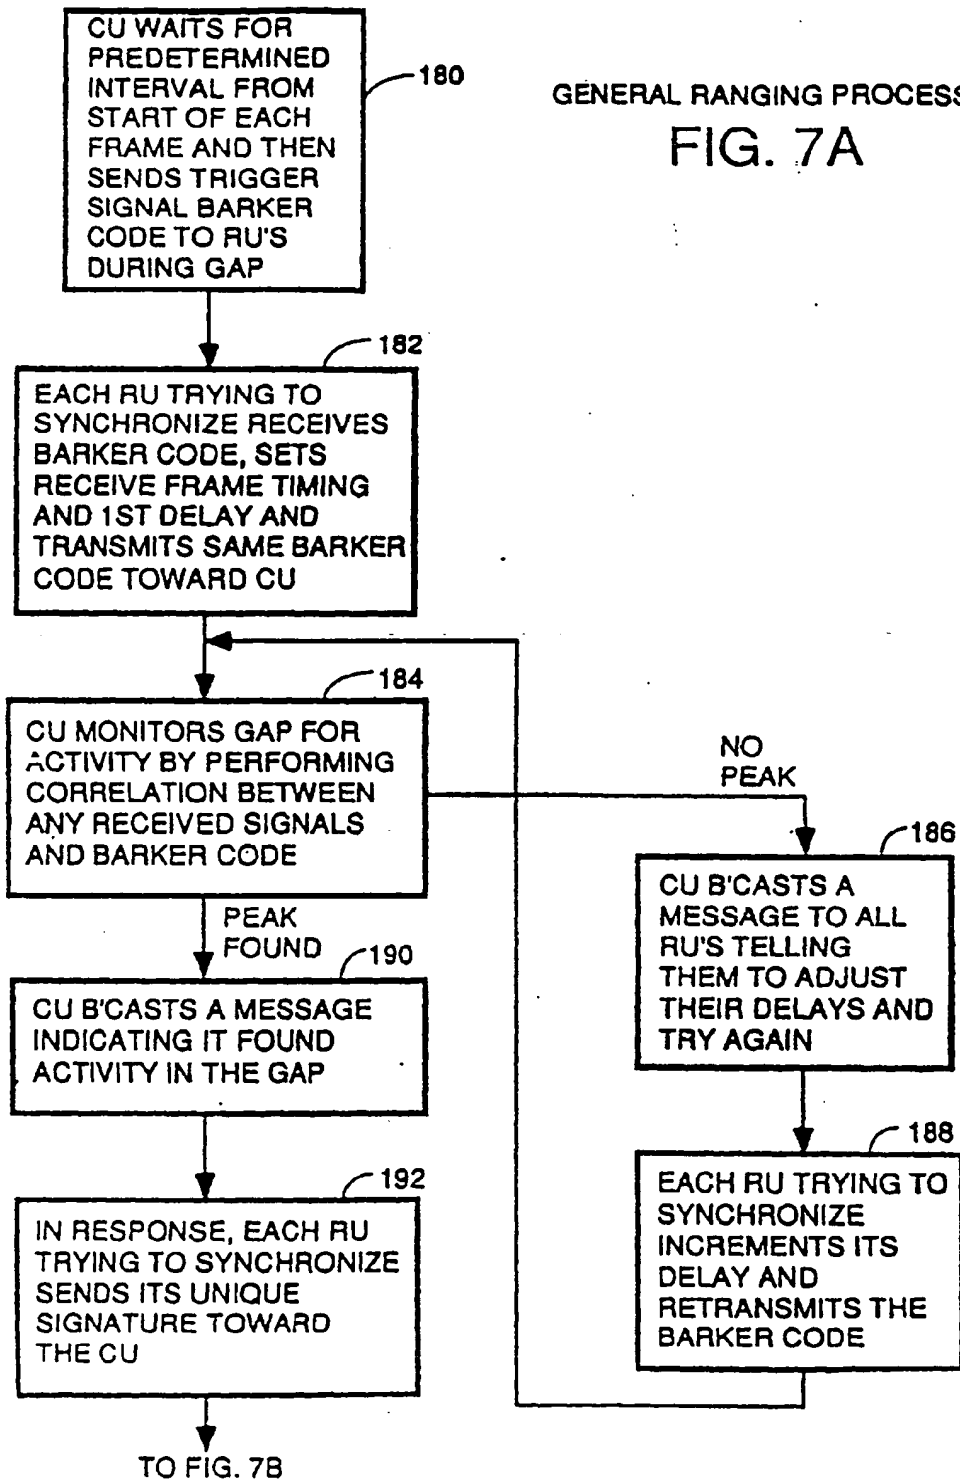 CU WAITS FOR
PREDETERMINED
INTERVAL FROM
START OF EACH
FRAME AND THEN
SENDS TRIGGER
SIGNAL BARKER
CODE TO RU'S
DURING GAP
180
GENERAL RANGING PROCESS
FIG. 7A
182
EACH RU TRYING TO
SYNCHRONIZE RECEIVES
BARKER CODE, SETS
RECEIVE FRAME TIMING
AND 1ST DELAY AND
TRANSMITS SAME BARKER
CODE TOWARD CU
184
CU MONITORS GAP FOR
ACTIVITY BY PERFORMING
CORRELATION BETWEEN
ANY RECEIVED SIGNALS
AND BARKER CODE
NO
PEAK
186
CU B'CASTS A
MESSAGE TO ALL
RU'S TELLING
THEM TO ADJUST
THEIR DELAYS AND
TRY AGAIN
PEAK
FOUND
190
CU B'CASTS A MESSAGE
INDICATING IT FOUND
ACTIVITY IN THE GAP
188
EACH RU TRYING TO
SYNCHRONIZE
INCREMENTS ITS
DELAY AND
RETRANSMITS THE
BARKER CODE
192
IN RESPONSE, EACH RU
TRYING TO SYNCHRONIZE
SENDS ITS UNIQUE
SIGNATURE TOWARD
THE CU
TO FIG. 7B